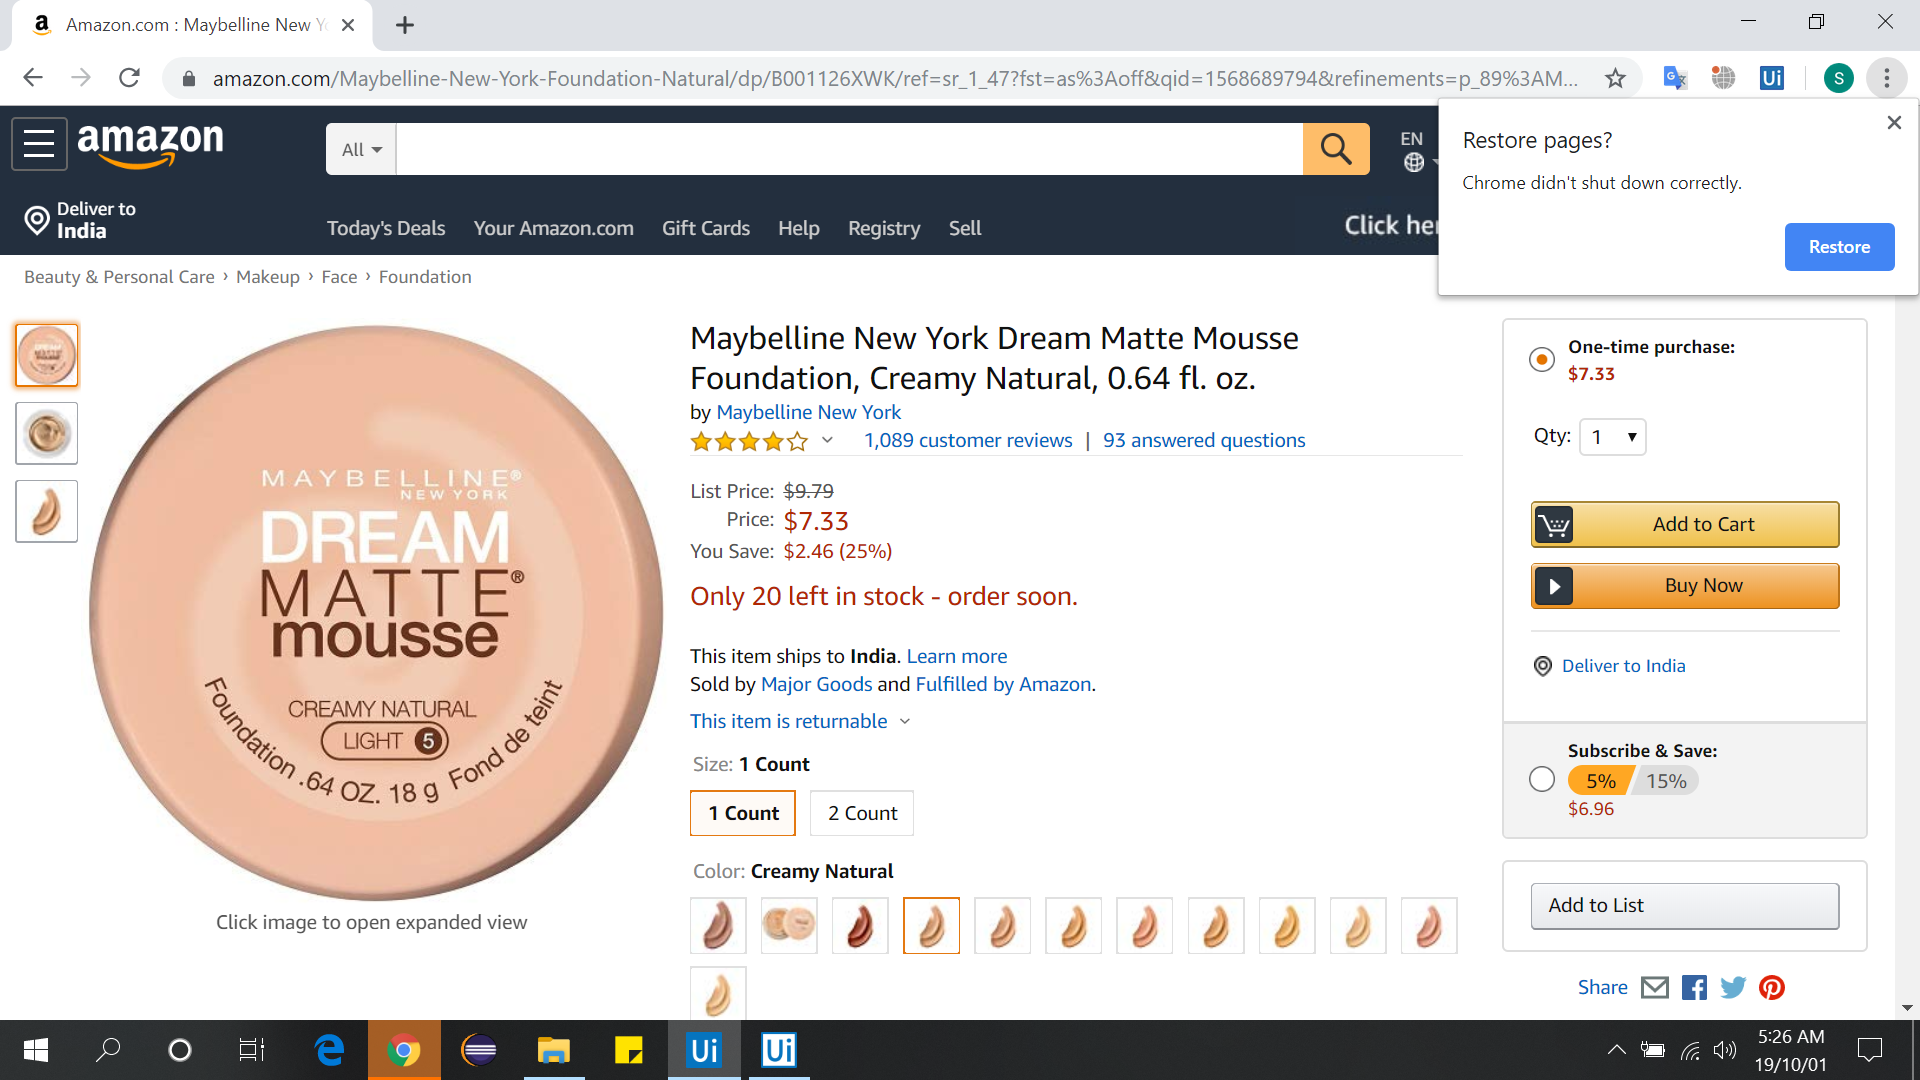 Amazon.com : Maybelline New Y
amazon.com/Maybelline-New-York-Foundation-Natural/dp/B001126XWK/ref=sr_1_47?fst=as%3Aoff&qid=1568689794&refinements=p_89%3AM...
Ui
S
Restore pages?
Chrome didn't shut down correctly.
Restore
amazon
All
EN
Deliver to
India
Today's Deals
Your Amazon.com
Gift Cards
Help
Registry
Sell
Click her
Beauty & Personal Care › Makeup › Face › Foundation
MAYBELLINE®
NEW YORK
DREAM
MATTE®
mousse
CREAMY NATURAL
LIGHT 5
Foundation .64 OZ. 18 g Fond de teint
Click image to open expanded view
Maybelline New York Dream Matte Mousse
Foundation, Creamy Natural, 0.64 fl. oz.
by Maybelline New York
1,089 customer reviews | 93 answered questions
List Price: $9.79
Price: $7.33
You Save: $2.46 (25%)
Only 20 left in stock - order soon.
This item ships to India. Learn more
Sold by Major Goods and Fulfilled by Amazon.
This item is returnable
Size: 1 Count
1 Count
2 Count
Color: Creamy Natural
One-time purchase:
$7.33
Qty: 1
Add to Cart
Buy Now
Deliver to India
Subscribe & Save:
5% 15%
$6.96
Add to List
Share
Ui
Ui
5:26 AM
19/10/01